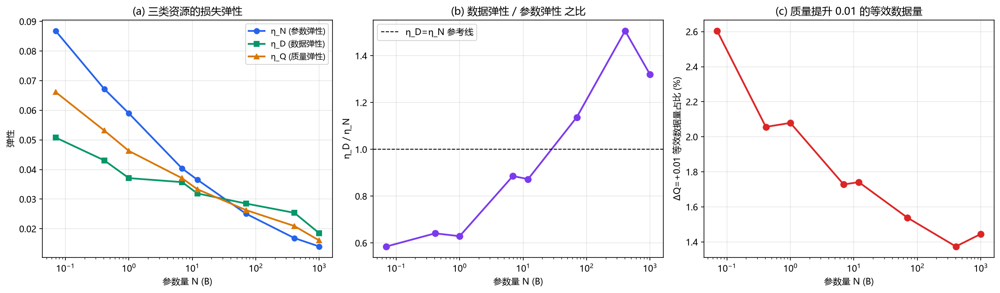 (a) 三类资源的损失弹性
弹性
0.09
0.08
0.07
0.06
0.05
0.04
0.03
0.02
η_N (参数弹性)
η_D (数据弹性)
η_Q (质量弹性)
10⁻¹ 10⁰ 10¹ 10² 10³
参数量 N (B)
(b) 数据弹性 / 参数弹性 之比
η_D / η_N
1.4
1.2
1.0
0.8
0.6
η_D=η_N 参考线
10⁻¹ 10⁰ 10¹ 10² 10³
参数量 N (B)
(c) 质量提升 0.01 的等效数据量
ΔQ=+0.01 等效数据量占比 (%)
2.6
2.4
2.2
2.0
1.8
1.6
1.4
10⁻¹ 10⁰ 10¹ 10² 10³
参数量 N (B)